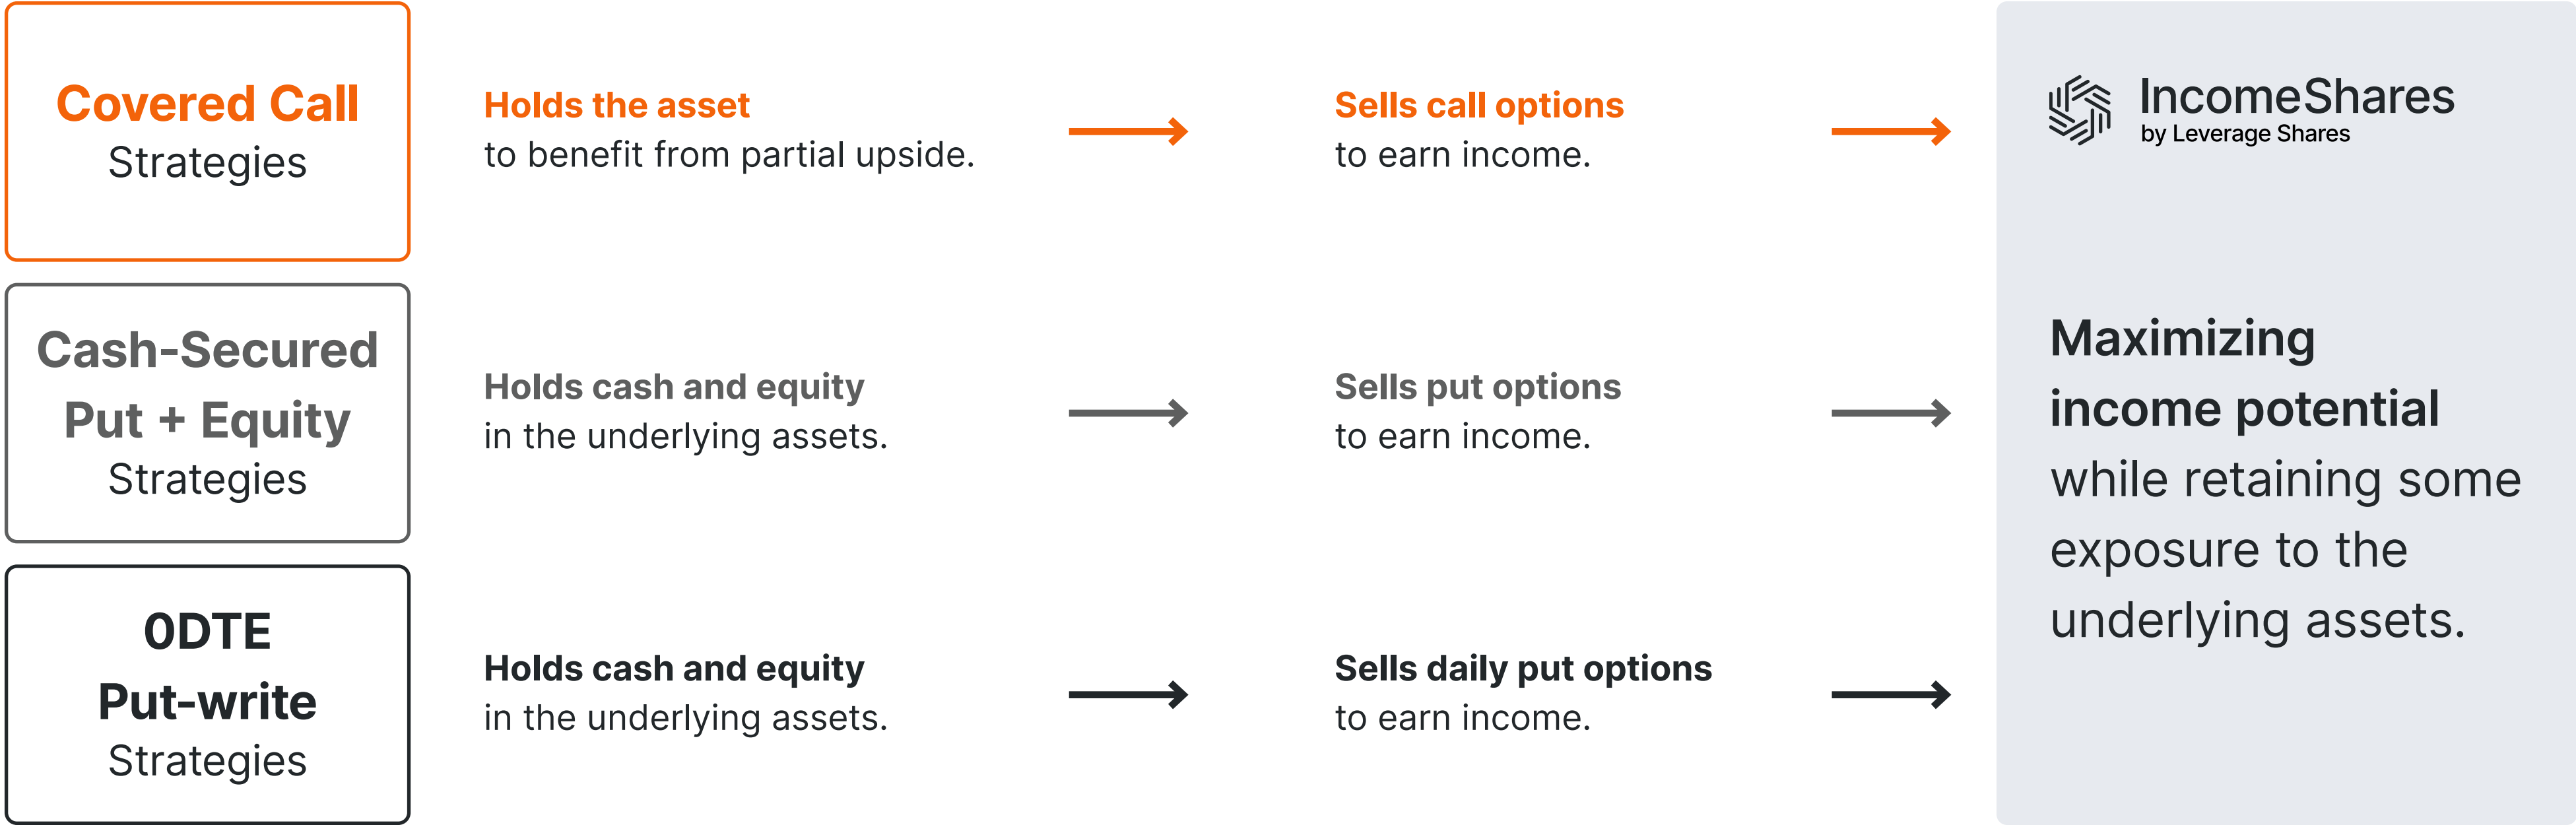 Covered Call
Strategies
Holds the asset
to benefit from partial upside.
Sells call options
to earn income.
Cash-Secured
Put + Equity
Strategies
Holds cash and equity
in the underlying assets.
Sells put options
to earn income.
0DTE
Put-write
Strategies
Holds cash and equity
in the underlying assets.
Sells daily put options
to earn income.
IncomeShares
by Leverage Shares
Maximizing
income potential
while retaining some
exposure to the
underlying assets.